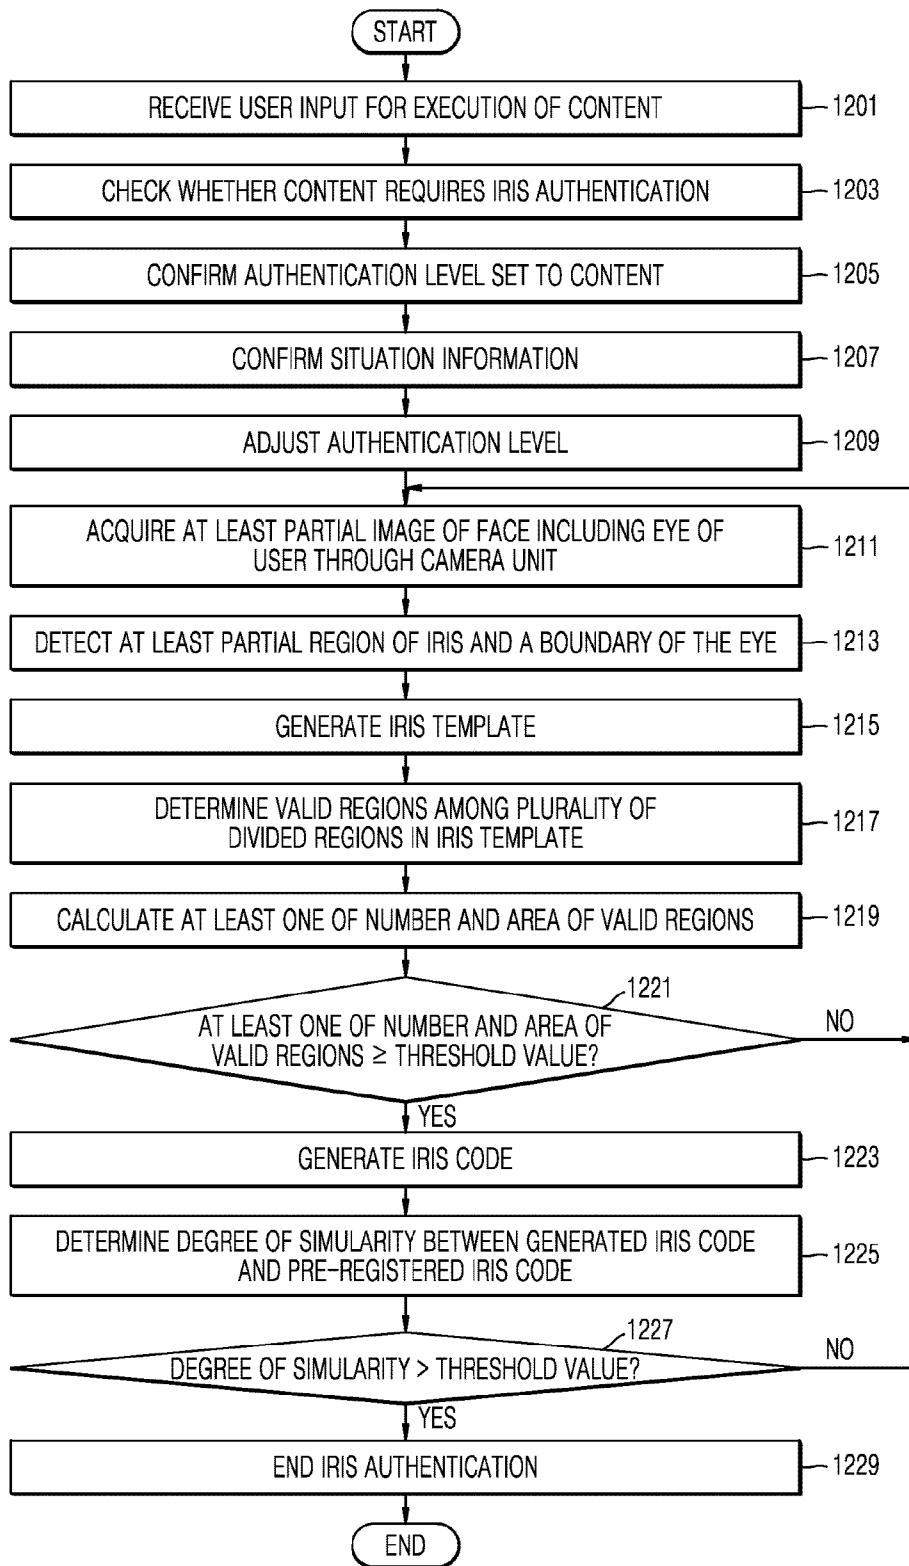 START
RECEIVE USER INPUT FOR EXECUTION OF CONTENT
1201
CHECK WHETHER CONTENT REQUIRES IRIS AUTHENTICATION
1203
CONFIRM AUTHENTICATION LEVEL SET TO CONTENT
1205
CONFIRM SITUATION INFORMATION
1207
ADJUST AUTHENTICATION LEVEL
1209
ACQUIRE AT LEAST PARTIAL IMAGE OF FACE INCLUDING EYE OF
USER THROUGH CAMERA UNIT
1211
DETECT AT LEAST PARTIAL REGION OF IRIS AND A BOUNDARY OF THE EYE
1213
GENERATE IRIS TEMPLATE
1215
DETERMINE VALID REGIONS AMONG PLURALITY OF
DIVIDED REGIONS IN IRIS TEMPLATE
1217
CALCULATE AT LEAST ONE OF NUMBER AND AREA OF VALID REGIONS
1219
1221
AT LEAST ONE OF NUMBER AND AREA OF
VALID REGIONS ≥ THRESHOLD VALUE?
NO
YES
GENERATE IRIS CODE
1223
DETERMINE DEGREE OF SIMULARITY BETWEEN GENERATED IRIS CODE
AND PRE-REGISTERED IRIS CODE
1225
1227
DEGREE OF SIMULARITY > THRESHOLD VALUE?
NO
YES
END IRIS AUTHENTICATION
1229
END